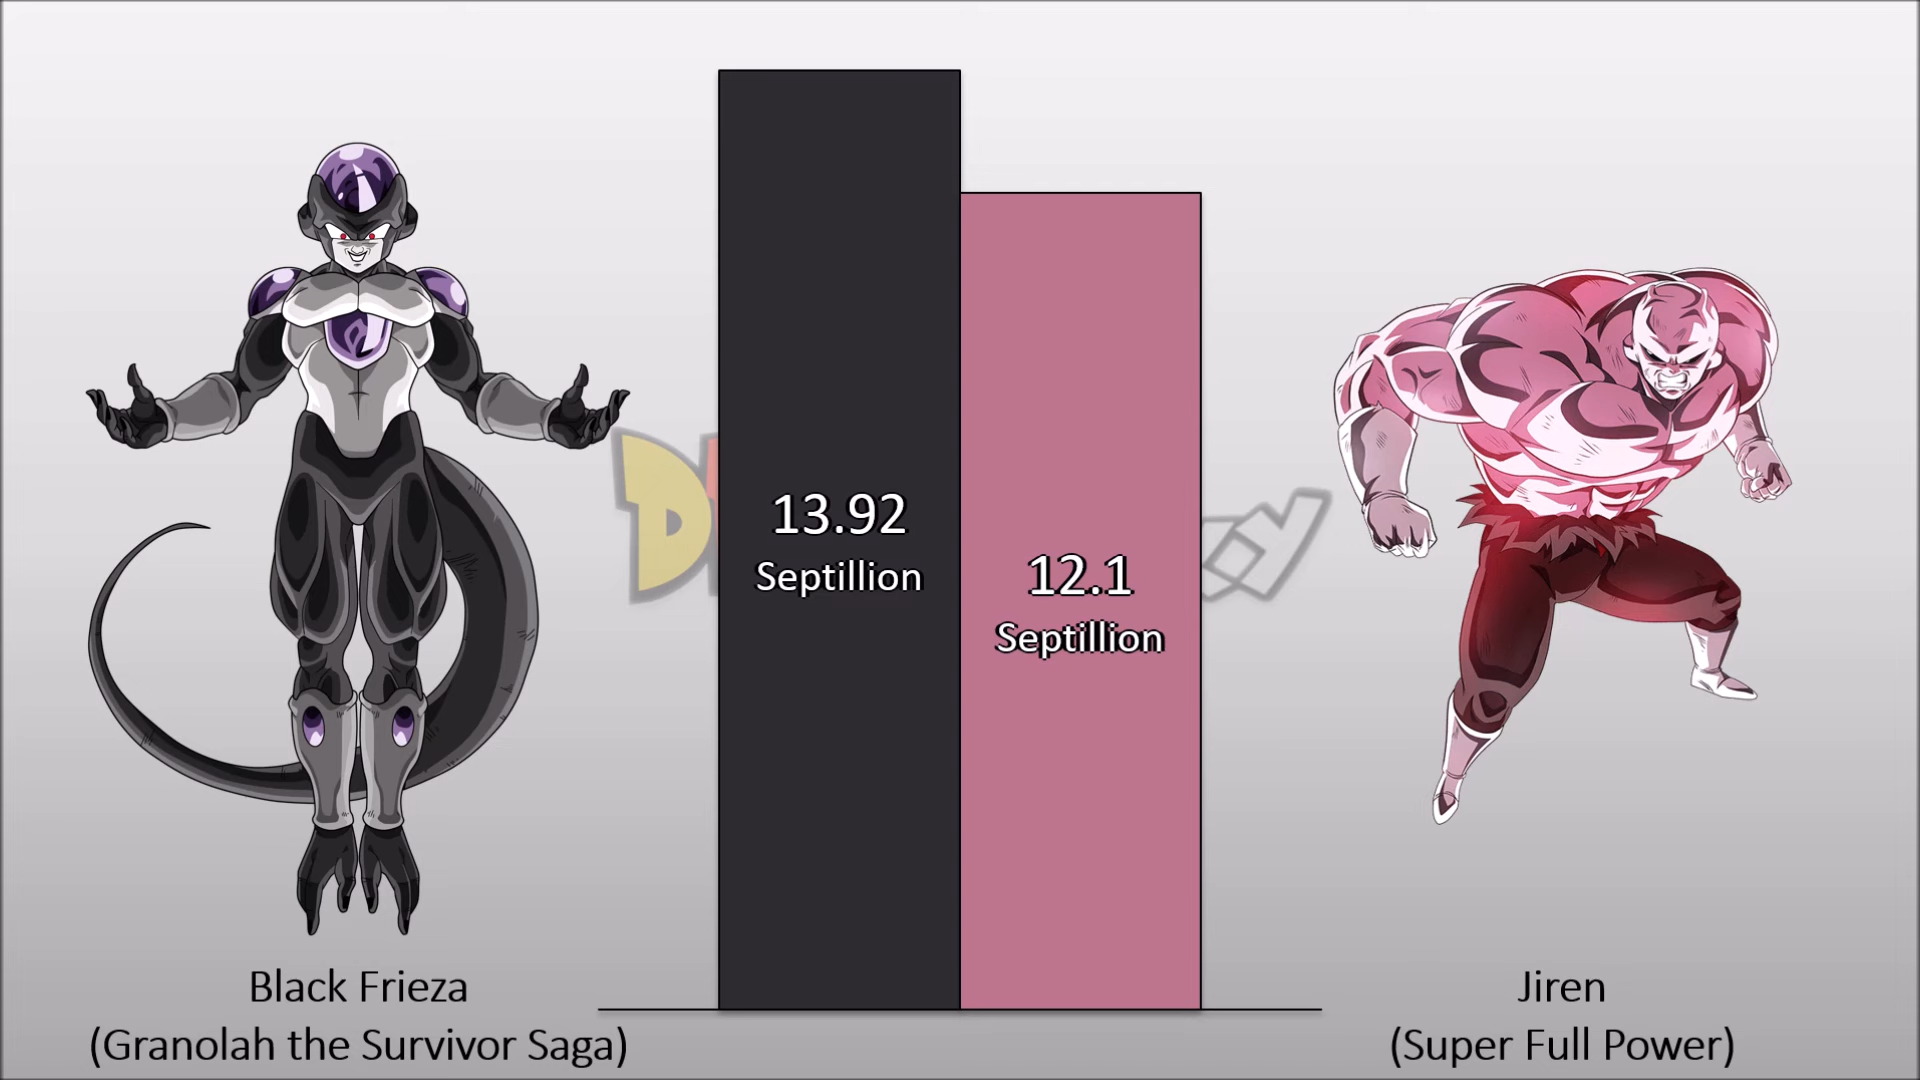 13.92
Septillion
12.1
Septillion
Black Frieza
(Granolah the Survivor Saga)
Jiren
(Super Full Power)